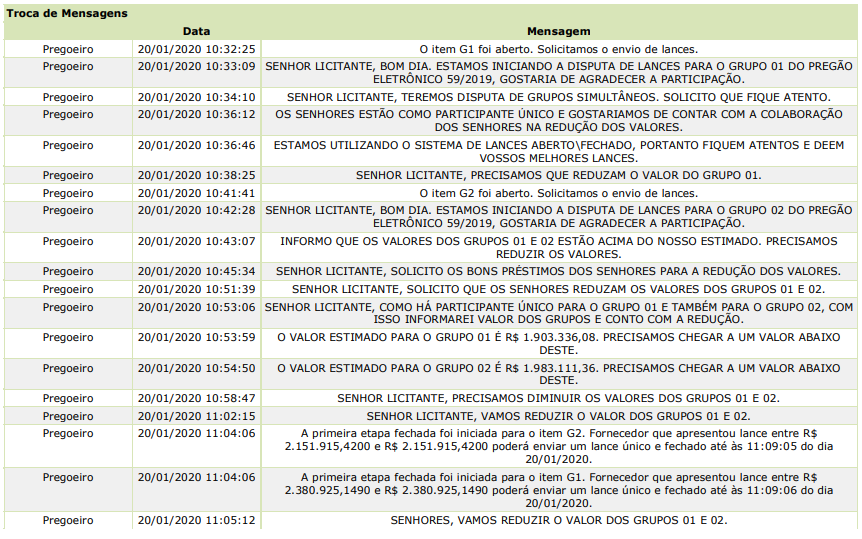 Troca de Mensagens
Data Mensagem
Pregoeiro 20/01/2020 10:32:25 O item G1 foi aberto. Solicitamos o envio de lances.
Pregoeiro 20/01/2020 10:33:09 SENHOR LICITANTE, BOM DIA. ESTAMOS INICIANDO A DISPUTA DE LANCES PARA O GRUPO 01 DO PREGÃO
ELETRÔNICO 59/2019, GOSTARIA DE AGRADECER A PARTICIPAÇÃO.
Pregoeiro 20/01/2020 10:34:10 SENHOR LICITANTE, TEREMOS DISPUTA DE GRUPOS SIMULTÂNEOS. SOLICITO QUE FIQUE ATENTO.
Pregoeiro 20/01/2020 10:36:12 OS SENHORES ESTÃO COMO PARTICIPANTE ÚNICO E GOSTARIAMOS DE CONTAR COM A COLABORAÇÃO
DOS SENHORES NA REDUÇÃO DOS VALORES.
Pregoeiro 20/01/2020 10:36:46 ESTAMOS UTILIZANDO O SISTEMA DE LANCES ABERTO\FECHADO, PORTANTO FIQUEM ATENTOS E DEEM
VOSSOS MELHORES LANCES.
Pregoeiro 20/01/2020 10:38:25 SENHOR LICITANTE, PRECISAMOS QUE REDUZAM O VALOR DO GRUPO 01.
Pregoeiro 20/01/2020 10:41:41 O item G2 foi aberto. Solicitamos o envio de lances.
Pregoeiro 20/01/2020 10:42:28 SENHOR LICITANTE, BOM DIA. ESTAMOS INICIANDO A DISPUTA DE LANCES PARA O GRUPO 02 DO PREGÃO
ELETRÔNICO 59/2019, GOSTARIA DE AGRADECER A PARTICIPAÇÃO.
Pregoeiro 20/01/2020 10:43:07 INFORMO QUE OS VALORES DOS GRUPOS 01 E 02 ESTÃO ACIMA DO NOSSO ESTIMADO. PRECISAMOS
REDUZIR OS VALORES.
Pregoeiro 20/01/2020 10:45:34 SENHOR LICITANTE, SOLICITO OS BONS PRÉSTIMOS DOS SENHORES PARA A REDUÇÃO DOS VALORES.
Pregoeiro 20/01/2020 10:51:39 SENHOR LICITANTE, SOLICITO QUE OS SENHORES REDUZAM OS VALORES DOS GRUPOS 01 E 02.
Pregoeiro 20/01/2020 10:53:06 SENHOR LICITANTE, COMO HÁ PARTICIPANTE ÚNICO PARA O GRUPO 01 E TAMBÉM PARA O GRUPO 02, COM
ISSO INFORMAREI VALOR DOS GRUPOS E CONTO COM A REDUÇÃO.
Pregoeiro 20/01/2020 10:53:59 O VALOR ESTIMADO PARA O GRUPO 01 É R$ 1.903.336,08. PRECISAMOS CHEGAR A UM VALOR ABAIXO
DESTE.
Pregoeiro 20/01/2020 10:54:50 O VALOR ESTIMADO PARA O GRUPO 02 É R$ 1.983.111,36. PRECISAMOS CHEGAR A UM VALOR ABAIXO
DESTE.
Pregoeiro 20/01/2020 10:58:47 SENHOR LICITANTE, PRECISAMOS DIMINUIR OS VALORES DOS GRUPOS 01 E 02.
Pregoeiro 20/01/2020 11:02:15 SENHOR LICITANTE, VAMOS REDUZIR O VALOR DOS GRUPOS 01 E 02.
Pregoeiro 20/01/2020 11:04:06 A primeira etapa fechada foi iniciada para o item G2. Fornecedor que apresentou lance entre R$
2.151.915,4200 e R$ 2.151.915,4200 poderá enviar um lance único e fechado até às 11:09:05 do dia
20/01/2020.
Pregoeiro 20/01/2020 11:04:06 A primeira etapa fechada foi iniciada para o item G1. Fornecedor que apresentou lance entre R$
2.380.925,1490 e R$ 2.380.925,1490 poderá enviar um lance único e fechado até às 11:09:06 do dia
20/01/2020.
Pregoeiro 20/01/2020 11:05:12 SENHORES, VAMOS REDUZIR O VALOR DOS GRUPOS 01 E 02.